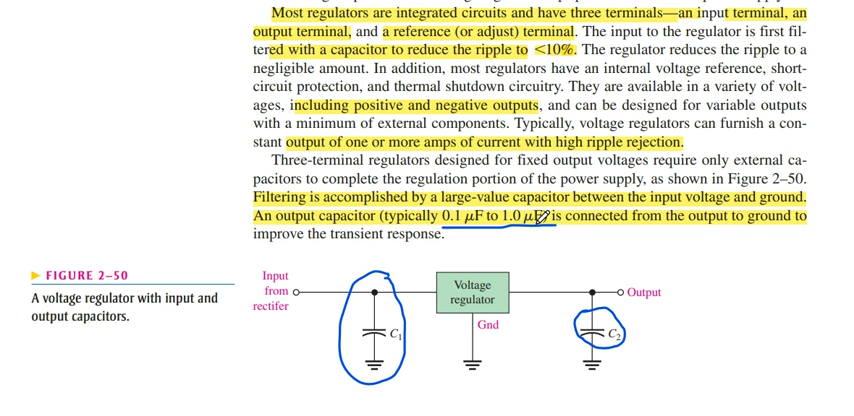 Most regulators are integrated circuits and have three terminals—an input terminal, an
output terminal, and a reference (or adjust) terminal. The input to the regulator is first fil-
tered with a capacitor to reduce the ripple to <10%. The regulator reduces the ripple to a
negligible amount. In addition, most regulators have an internal voltage reference, short-
circuit protection, and thermal shutdown circuitry. They are available in a variety of volt-
ages, including positive and negative outputs, and can be designed for variable outputs
with a minimum of external components. Typically, voltage regulators can furnish a con-
stant output of one or more amps of current with high ripple rejection.
Three-terminal regulators designed for fixed output voltages require only external ca-
pacitors to complete the regulation portion of the power supply, as shown in Figure 2–50.
Filtering is accomplished by a large-value capacitor between the input voltage and ground.
An output capacitor (typically 0.1 μF to 1.0 μF) is connected from the output to ground to
improve the transient response.
▶ FIGURE 2–50
A voltage regulator with input and
output capacitors.
Input
from
rectifer
Voltage
regulator
Gnd
Output
C1
C2